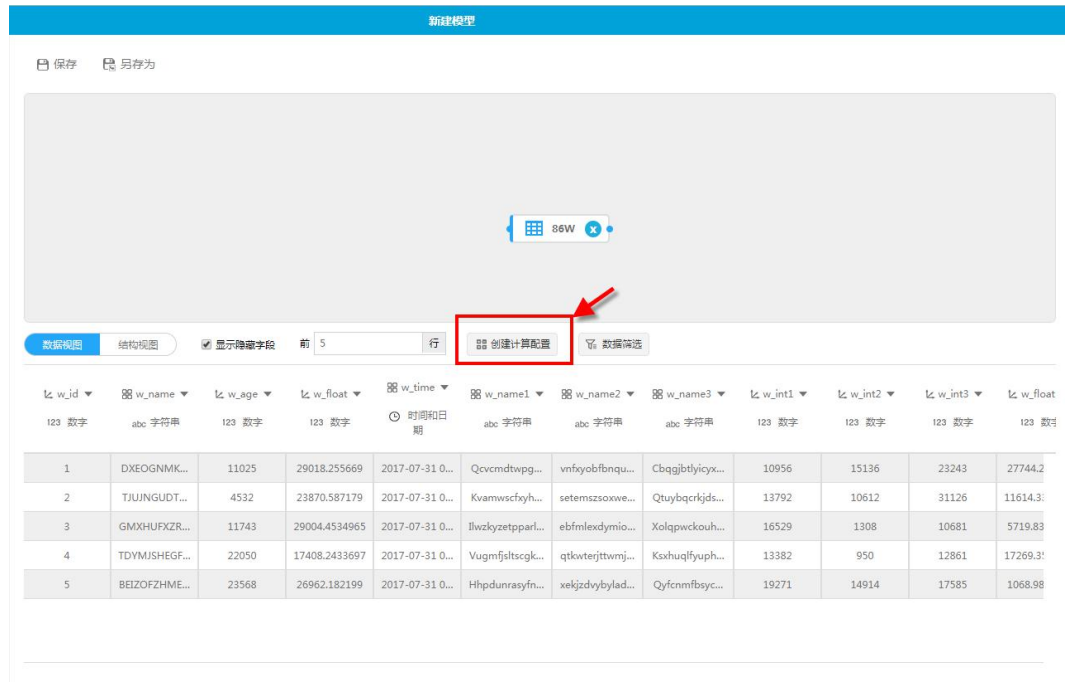 新建模型
保存 另存为
86W
数据视图 结构视图 显示隐藏字段 前 5 行 创建计算配置 数据筛选
w_id w_name w_age w_float w_time w_name1 w_name2 w_name3 w_int1 w_int2 w_int3 w_float
123 数字 abc 字符串 123 数字 123 数字 时间和日期 abc 字符串 abc 字符串 abc 字符串 123 数字 123 数字 123 数字 123 数字
1 DXEOGNMK... 11025 29018.255669 2017-07-31 0... Qcvcmdtwpg... vnfxyobfbnqu... Cbqgjbtlyicyx... 10956 15136 23243 27744.2
2 TJUJNGUDT... 4532 23870.587179 2017-07-31 0... Kvamwscfxyh... setemszsoxwe... Qtuybqcrkjds... 13792 10612 31126 11614.3
3 GMXHUFXZR... 11743 29004.4534965 2017-07-31 0... Ilwzkyzetpparl... ebfmlexdymio... Xolqpwckouh... 16529 1308 10681 5719.83
4 TDYMJSHEGF... 22050 17408.2433697 2017-07-31 0... Vugmfjsltscgk... qtkwterjttwmj... Ksxhuqlfyuph... 13382 950 12861 17269.3
5 BEIZOFZHME... 23568 26962.182199 2017-07-31 0... Hhpdunrasyfn... xekjzdvybylad... Qyfcnmfbsyc... 19271 14914 17585 1068.98